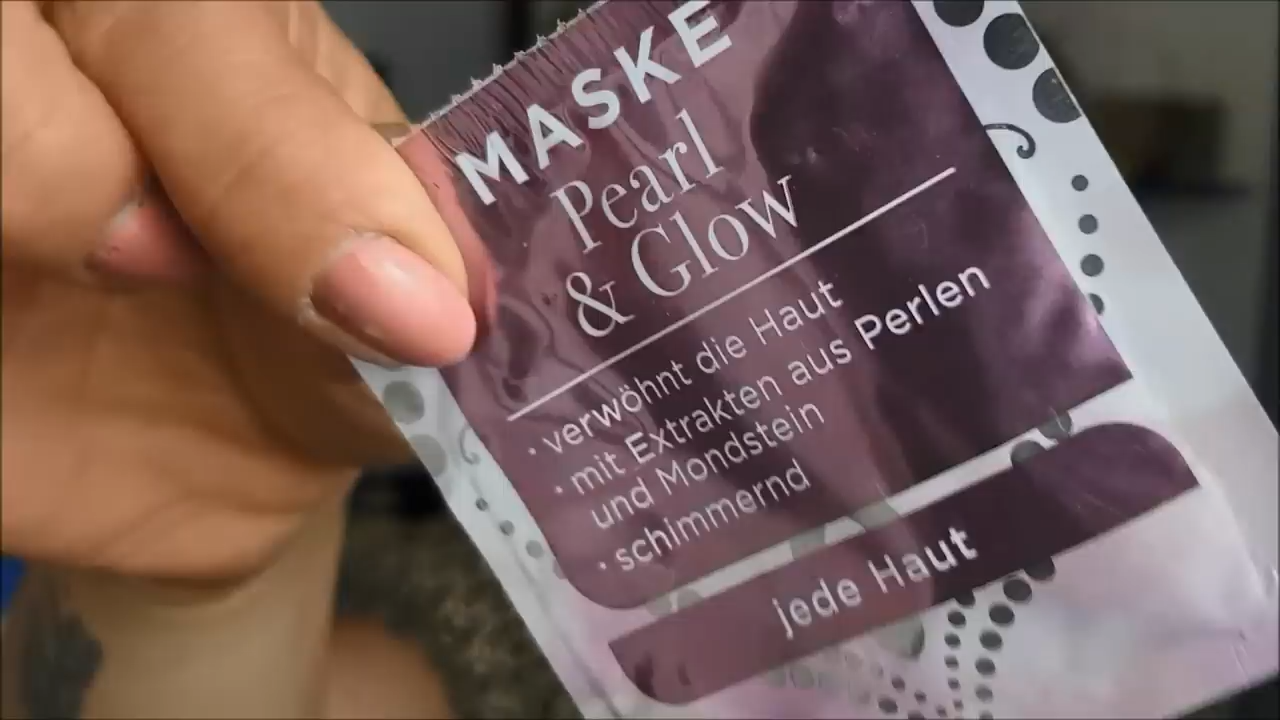 MASKE
Pearl
& Glow
· verwöhnt die Haut
· mit Extrakten aus Perlen
und Mondstein
· schimmernd
jede Haut